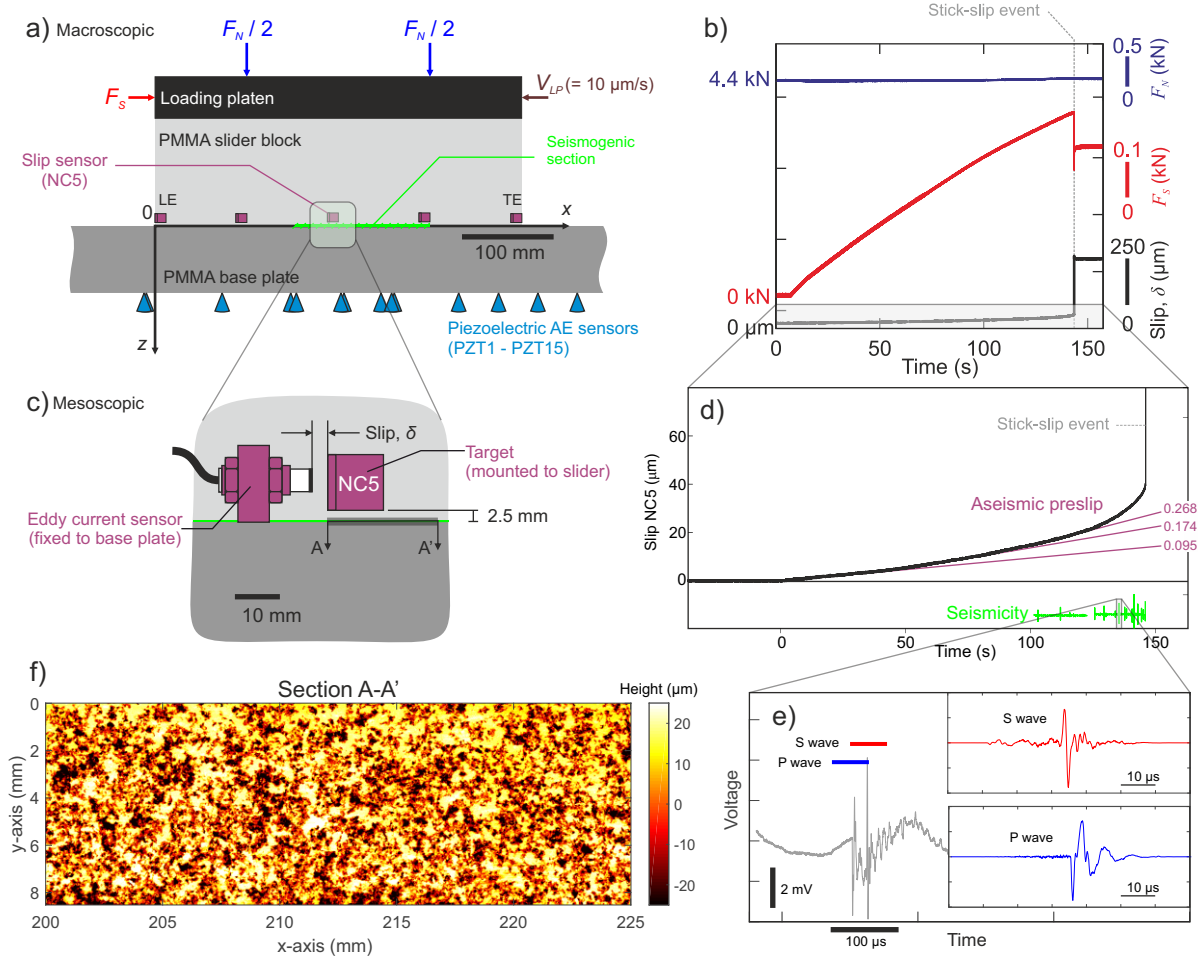 a) Macroscopic
F_N / 2
F_N / 2
F_S
Loading platen
V_LP (= 10 µm/s)
PMMA slider block
Slip sensor
(NC5)
Seismogenic
section
LE
TE
0
x
100 mm
PMMA base plate
Piezoelectric AE sensors
(PZT1 - PZT15)
z
b)
Stick-slip event
4.4 kN
0.5
0
F_N (kN)
0.1
0
F_S (kN)
0 kN
250
0
Slip, δ (µm)
0 µm
0
50
100
150
Time (s)
c) Mesoscopic
Slip, δ
Target
(mounted to slider)
NC5
Eddy current sensor
(fixed to base plate)
2.5 mm
A
A'
10 mm
d)
Slip NC5 (µm)
60
40
20
0
Stick-slip event
Aseismic preslip
0.268
0.174
0.095
Seismicity
0
50
100
150
Time (s)
e)
S wave
P wave
Voltage
2 mV
100 µs
Time
S wave
10 µs
P wave
10 µs
f)
Section A-A'
Height (µm)
y-axis (mm)
0
2
4
6
8
200
205
210
215
220
225
x-axis (mm)
20
10
0
-10
-20